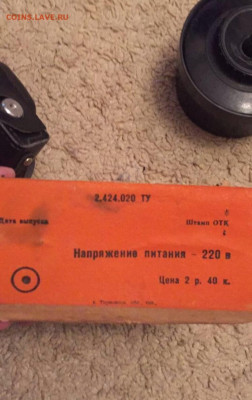 COINS.LAVE.RU
2.424.020 ТУ
Дата выпуска
Штамп ОТК
Напряжение питания - 220 в
Цена 2 р. 40 к.